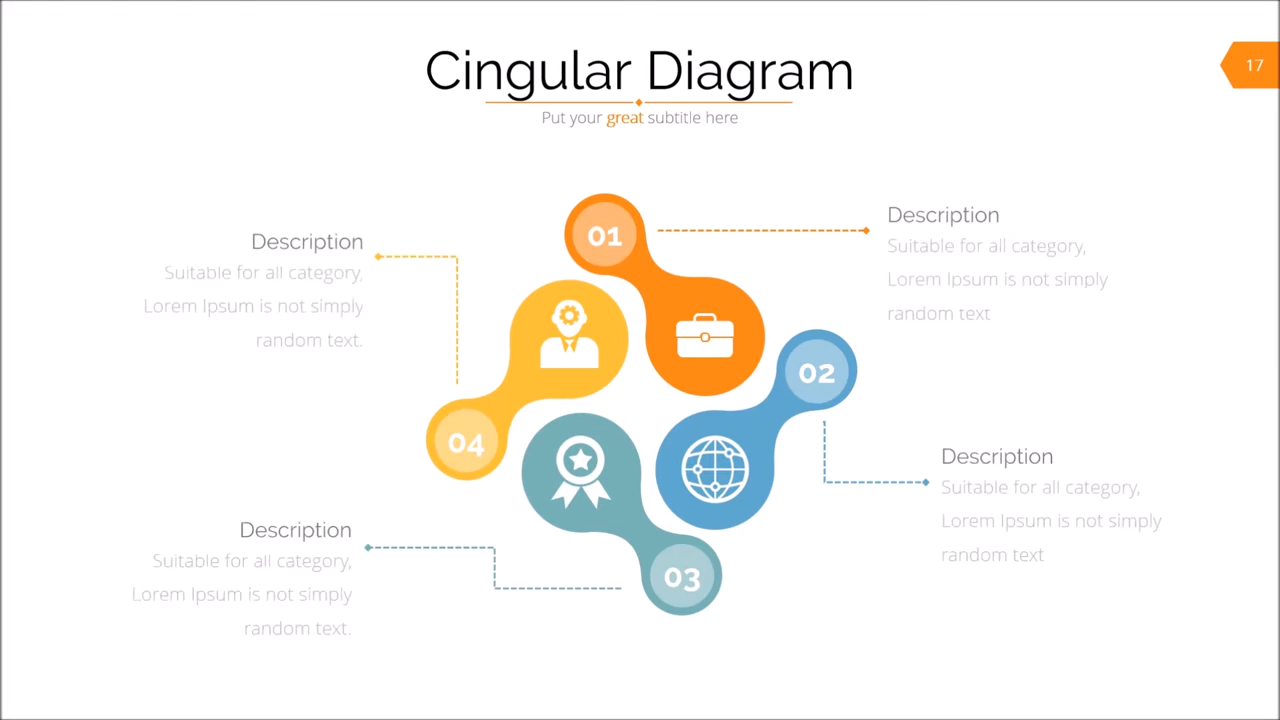 Cingular Diagram
17
Put your great subtitle here
01
Description
Suitable for all category,
Lorem Ipsum is not simply
random text
02
Description
Suitable for all category,
Lorem Ipsum is not simply
random text
03
Description
Suitable for all category,
Lorem Ipsum is not simply
random text.
04
Description
Suitable for all category,
Lorem Ipsum is not simply
random text.